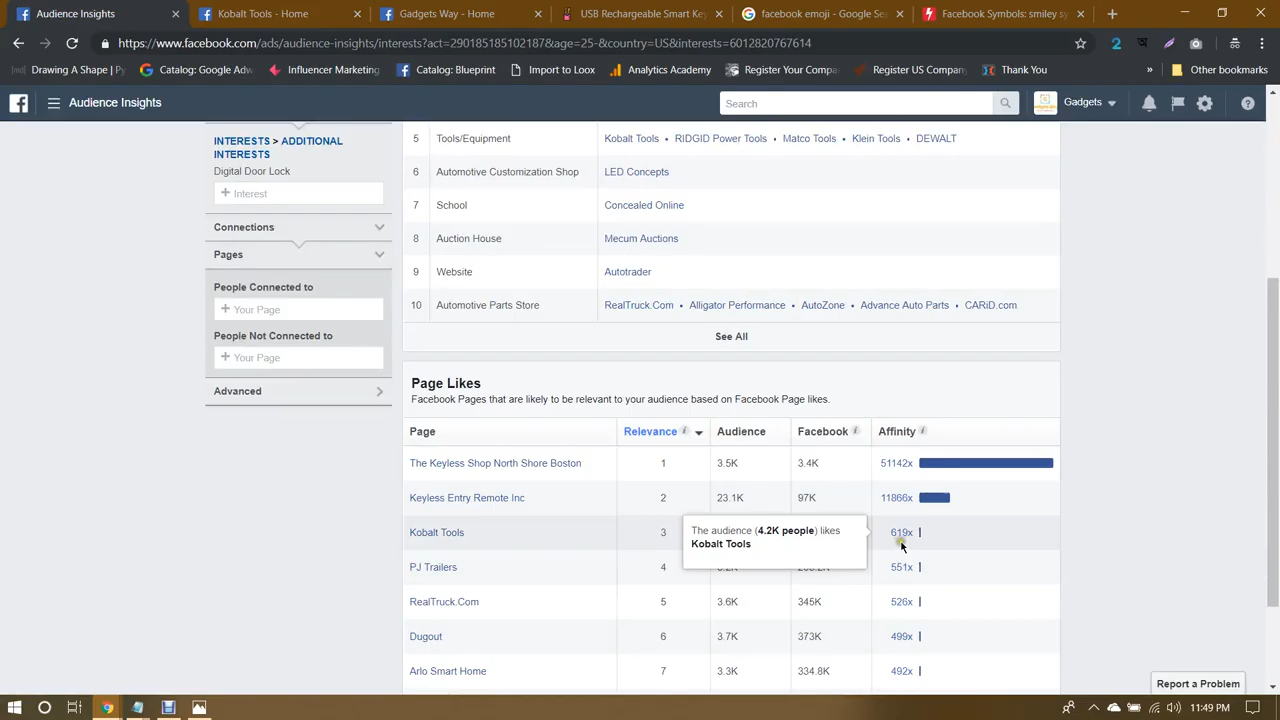 Audience Insights
Kobalt Tools - Home
Gadgets Way - Home
USB Rechargeable Smart Key
facebook emoji - Google Se
Facebook Symbols: smiley sy
https://www.facebook.com/ads/audience-insights/interests?act=290185185102187&age=25-&country=US&interests=6012820767614
Drawing A Shape | Py
Catalog: Google Adw
Influencer Marketing
Catalog: Blueprint
Import to Loox
Analytics Academy
Register Your Compa
Register US Company
Thank You
» Other bookmarks
Audience Insights
Search
Gadgets
INTERESTS > ADDITIONAL
INTERESTS
Digital Door Lock
+ Interest
Connections
Pages
People Connected to
+ Your Page
People Not Connected to
+ Your Page
Advanced
5 Tools/Equipment Kobalt Tools • RIDGID Power Tools • Matco Tools • Klein Tools • DEWALT
6 Automotive Customization Shop LED Concepts
7 School Concealed Online
8 Auction House Mecum Auctions
9 Website Autotrader
10 Automotive Parts Store RealTruck.Com • Alligator Performance • AutoZone • Advance Auto Parts • CARiD.com
See All
Page Likes
Facebook Pages that are likely to be relevant to your audience based on Facebook Page likes.
Page Relevance Audience Facebook Affinity
The Keyless Shop North Shore Boston 1 3.5K 3.4K 51142x
Keyless Entry Remote Inc 2 23.1K 97K 11866x
Kobalt Tools 3 619x
The audience (4.2K people) likes
Kobalt Tools
PJ Trailers 4 551x
RealTruck.Com 5 3.6K 345K 526x
Dugout 6 3.7K 373K 499x
Arlo Smart Home 7 3.3K 334.8K 492x
Report a Problem
11:49 PM